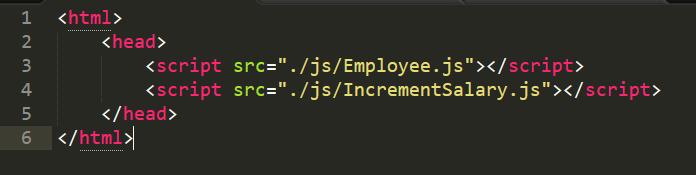 1 <html>
2 <head>
3 <script src="./js/Employee.js"></script>
4 <script src="./js/IncrementSalary.js"></script>
5 </head>
6 </html>